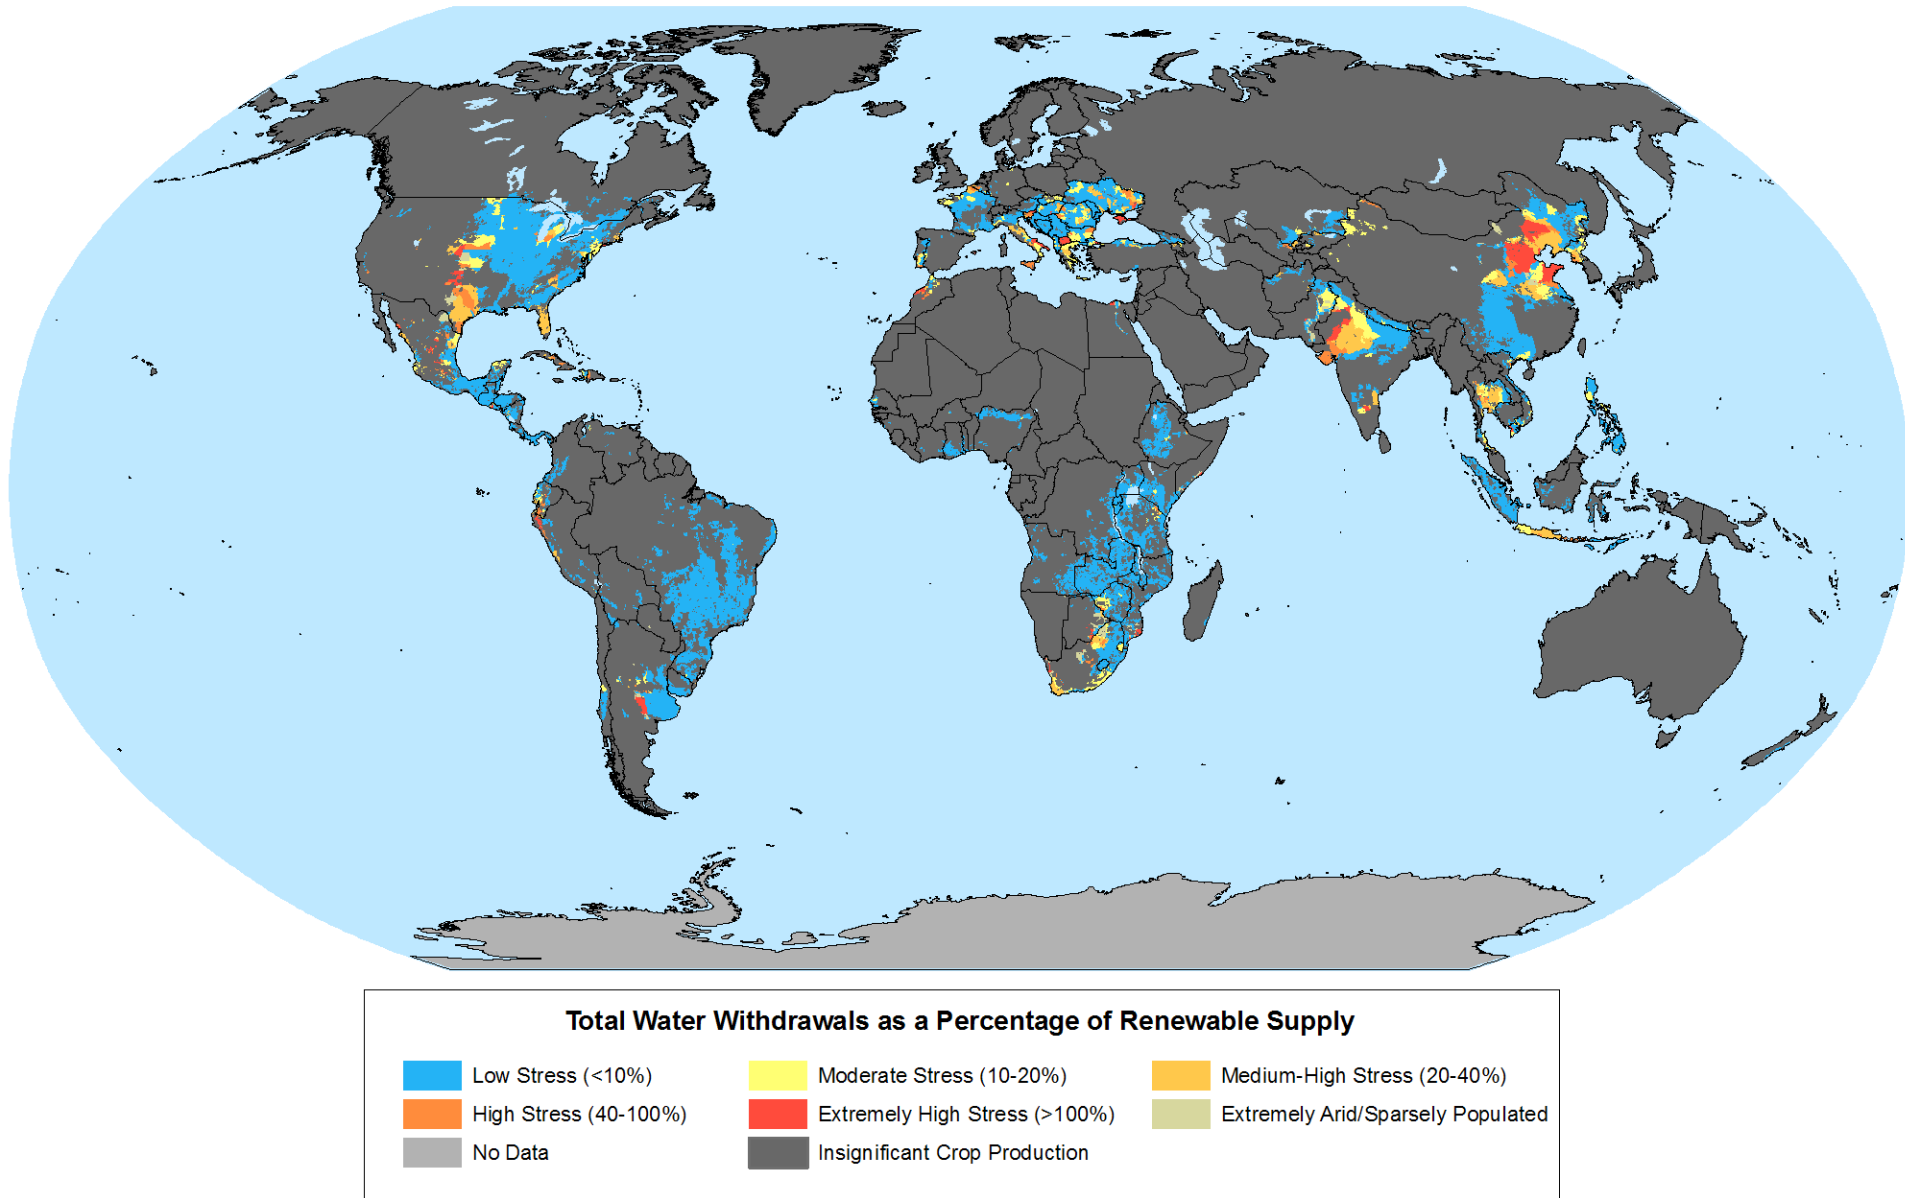 Total Water Withdrawals as a Percentage of Renewable Supply
Low Stress (<10%)
Moderate Stress (10-20%)
Medium-High Stress (20-40%)
High Stress (40-100%)
Extremely High Stress (>100%)
Extremely Arid/Sparsely Populated
No Data
Insignificant Crop Production